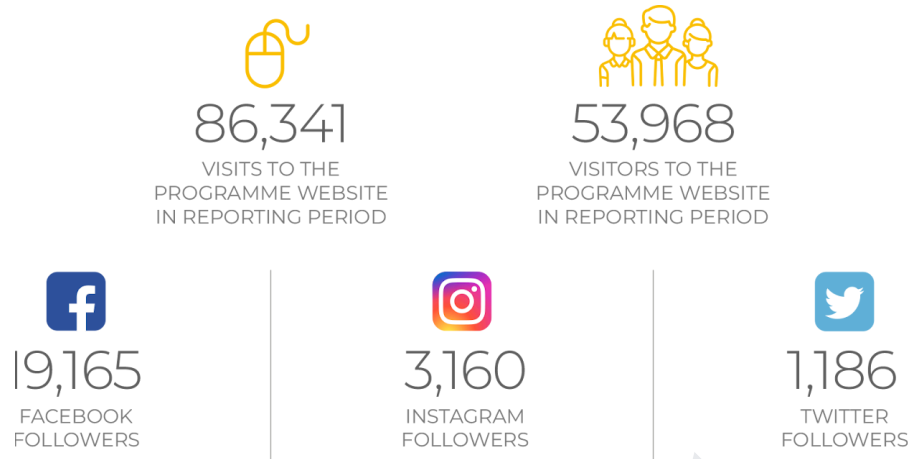 86,341
53,968
VISITS TO THE
PROGRAMME WEBSITE
IN REPORTING PERIOD
VISITORS TO THE
PROGRAMME WEBSITE
IN REPORTING PERIOD
19,165
FACEBOOK
FOLLOWERS
3,160
INSTAGRAM
FOLLOWERS
1,186
TWITTER
FOLLOWERS